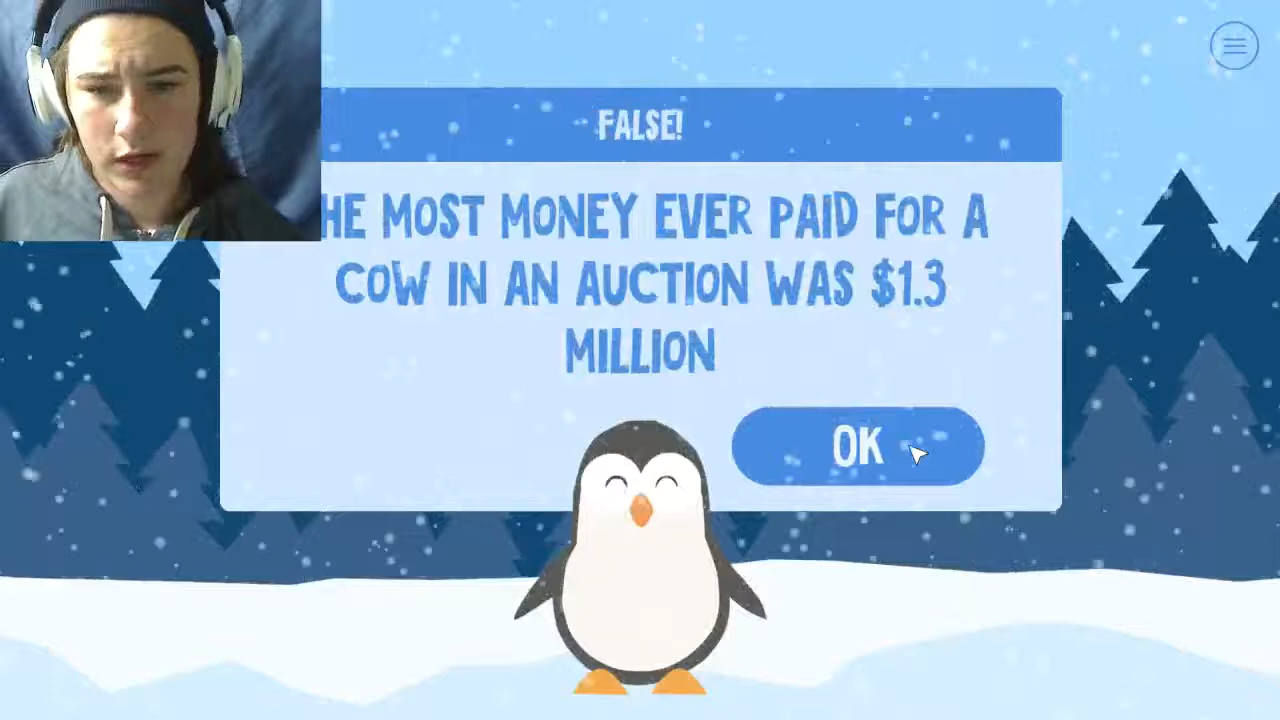 FALSE!
HE MOST MONEY EVER PAID FOR A
COW IN AN AUCTION WAS $1.3
MILLION
OK